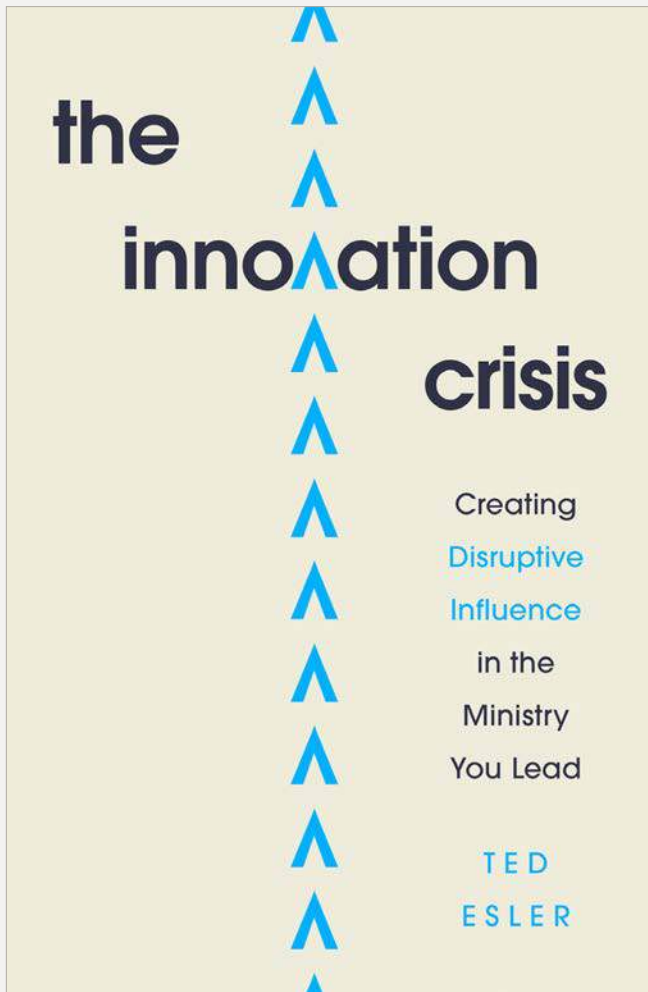 the
innoʌation
crisis
Creating
Disruptive
Influence
in the
Ministry
You Lead
TED
ESLER